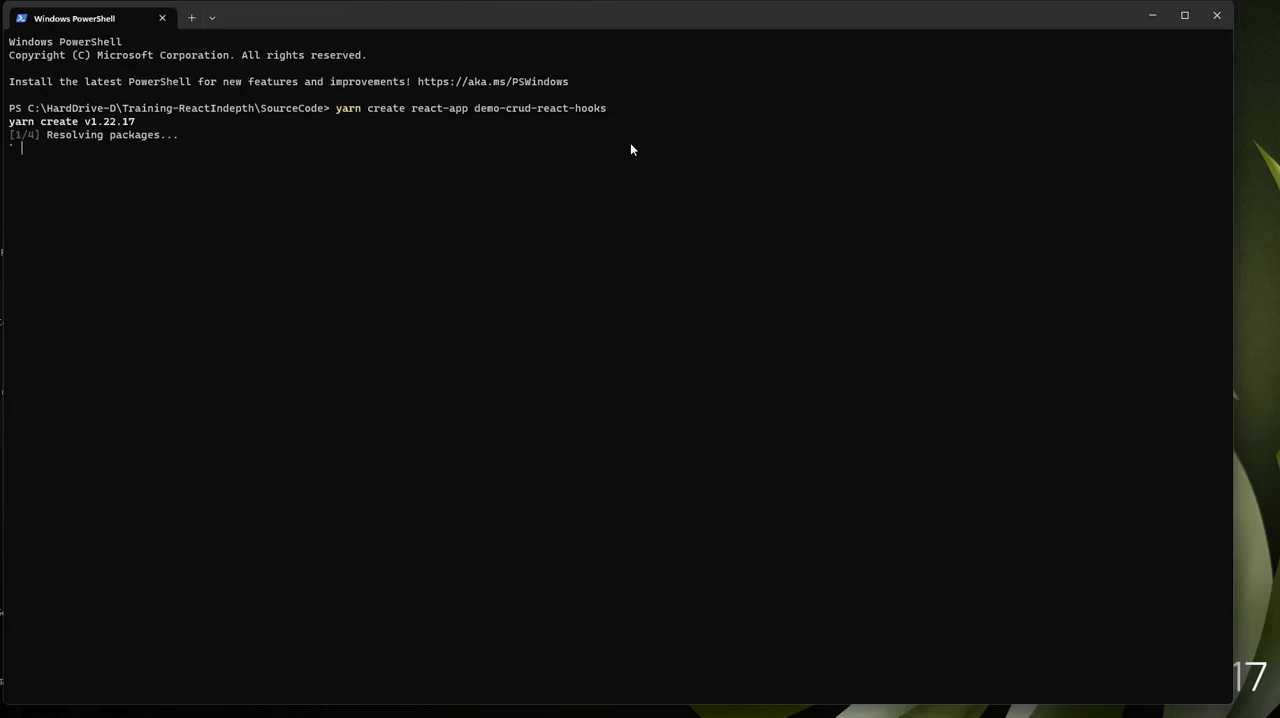 Windows PowerShell
Windows PowerShell
Copyright (C) Microsoft Corporation. All rights reserved.
Install the latest PowerShell for new features and improvements! https://aka.ms/PSWindows
PS C:\HardDrive-D\Training-ReactIndepth\SourceCode> yarn create react-app demo-crud-react-hooks
yarn create v1.22.17
[1/4] Resolving packages...
17